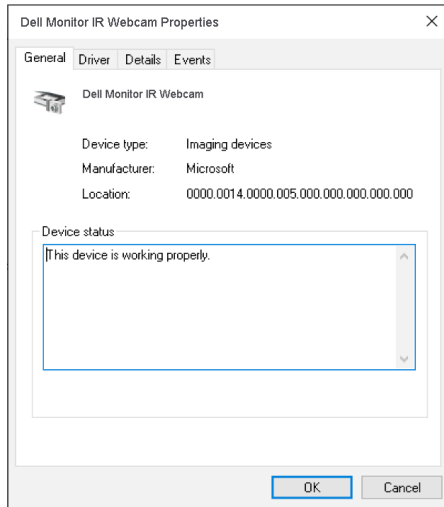 Dell Monitor IR Webcam Properties
General Driver Details Events
Dell Monitor IR Webcam
Device type: Imaging devices
Manufacturer: Microsoft
Location: 0000.0014.0000.005.000.000.000.000.000
Device status
This device is working properly.
OK Cancel